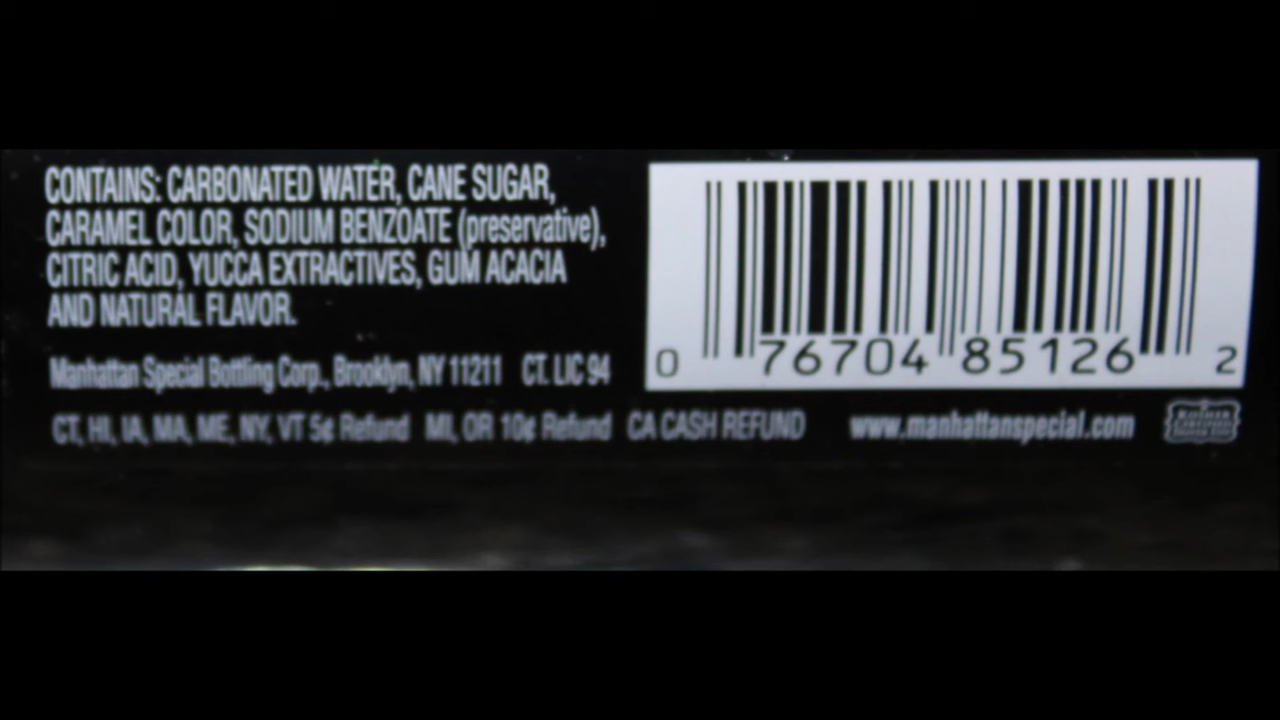 CONTAINS: CARBONATED WATER, CANE SUGAR,
CARAMEL COLOR, SODIUM BENZOATE (preservative),
CITRIC ACID, YUCCA EXTRACTIVES, GUM ACACIA
AND NATURAL FLAVOR.
Manhattan Special Bottling Corp., Brooklyn, NY 11211 CT. LIC 94
CT, HI, IA, MA, ME, NY, VT 5¢ Refund MI, OR 10¢ Refund CA CASH REFUND
0 76704 85126 2
www.manhattanspecial.com
KOSHER